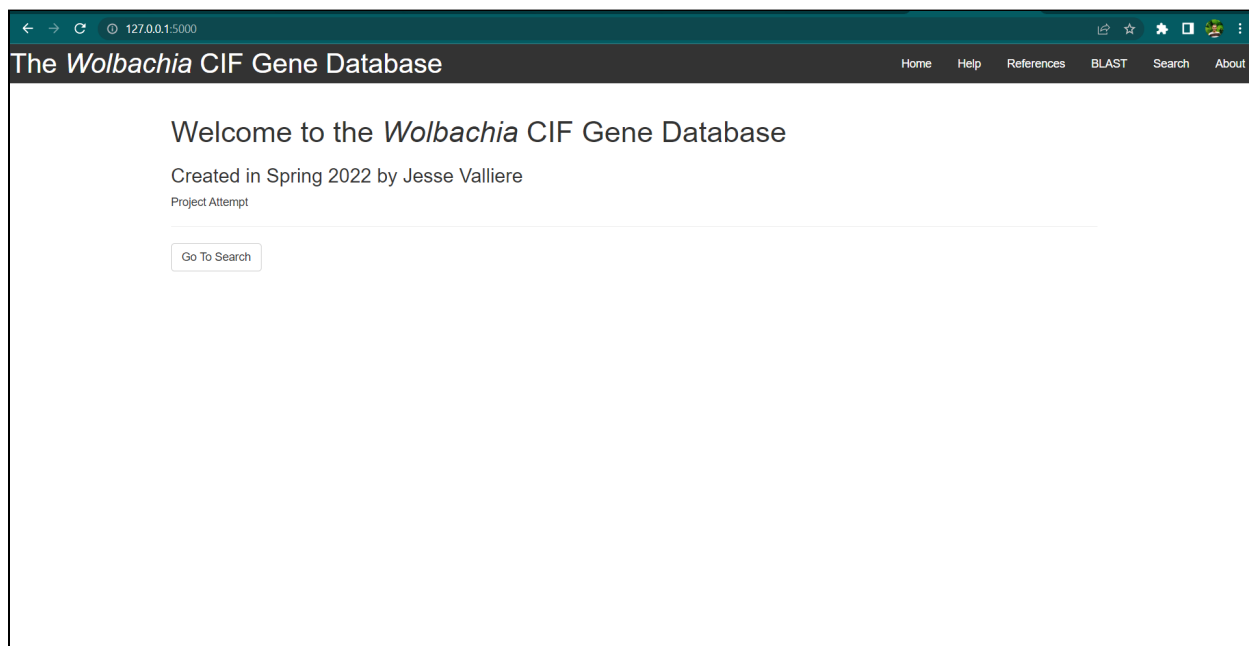 127.0.0.1:5000
The Wolbachia CIF Gene Database Home Help References BLAST Search About
Welcome to the Wolbachia CIF Gene Database
Created in Spring 2022 by Jesse Valliere
Project Attempt
Go To Search